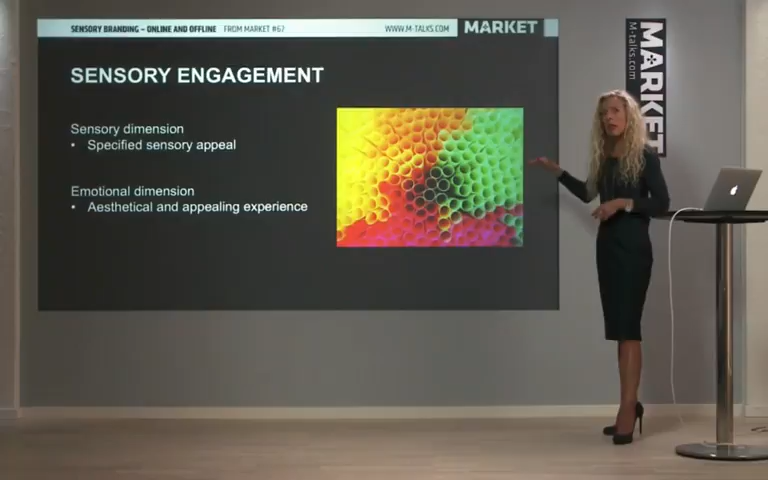 SENSORY BRANDING – ONLINE AND OFFLINE FROM MARKET #67 WWW.M-TALKS.COM MARKET
SENSORY ENGAGEMENT
Sensory dimension
• Specified sensory appeal
Emotional dimension
• Aesthetical and appealing experience
MARKET
M-talks.com